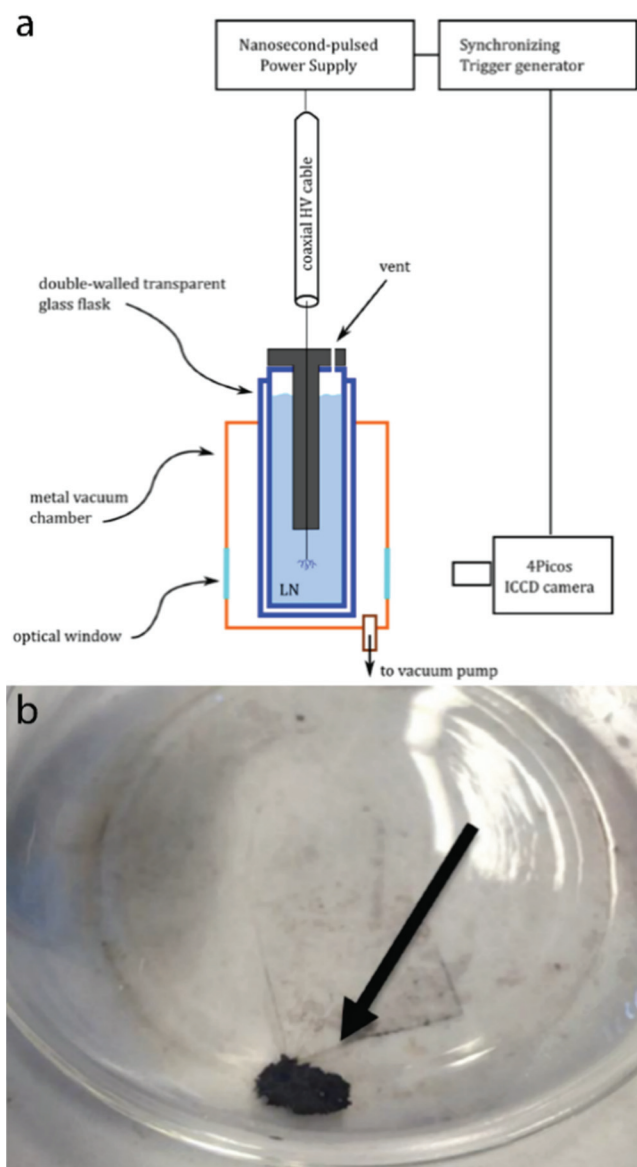 a
Nanosecond-pulsed
Power Supply
Synchronizing
Trigger generator
coaxial HV cable
vent
double-walled transparent
glass flask
metal vacuum
chamber
LN
4Picos
ICCD camera
optical window
to vacuum pump
b